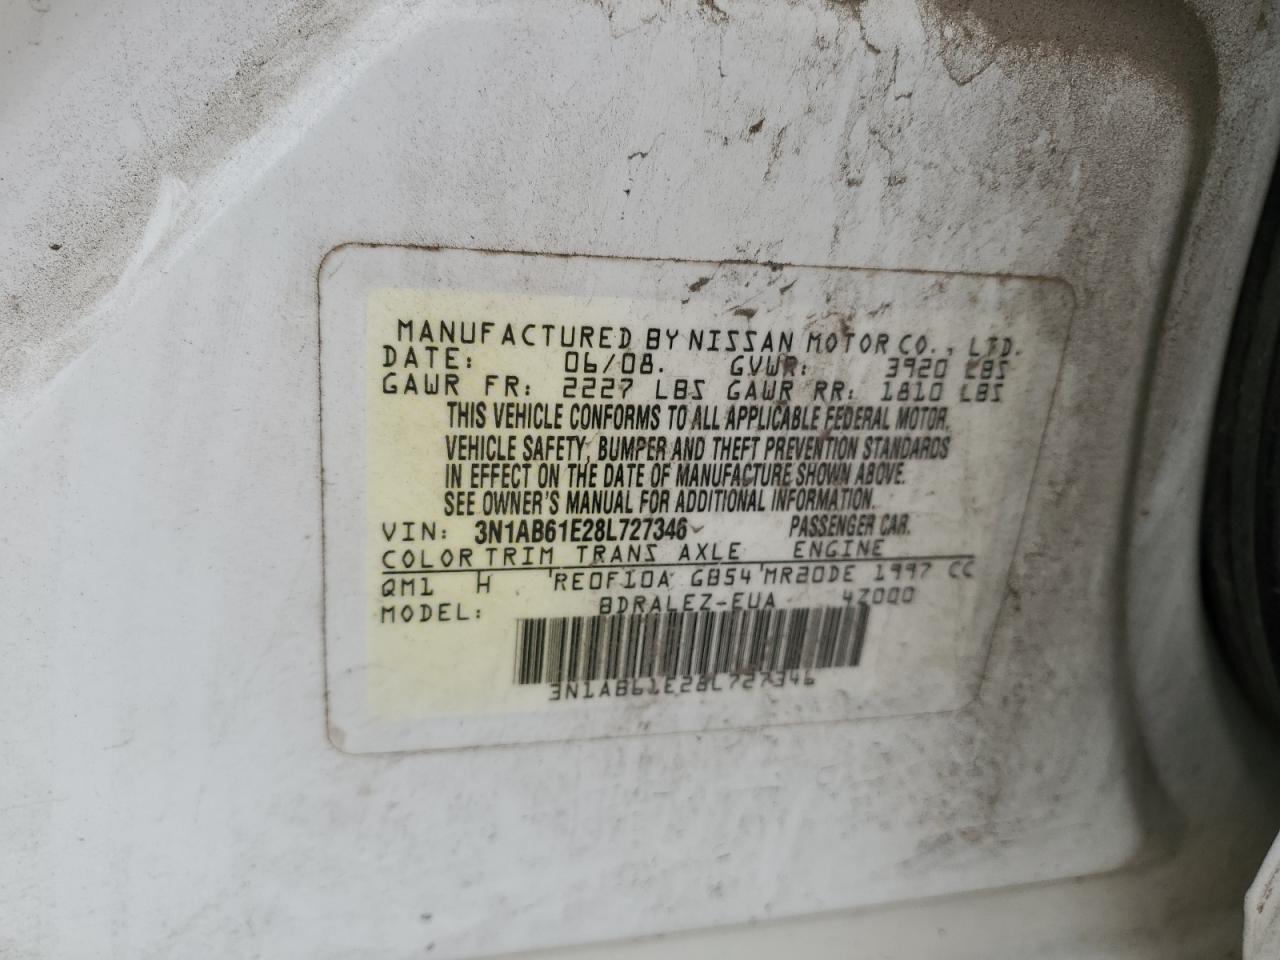 MANUFACTURED BY NISSAN MOTOR CO., LTD.
DATE: 06/08. GVWR: 3920 LBS
GAWR FR: 2227 LBS GAWR RR: 1810 LBS
THIS VEHICLE CONFORMS TO ALL APPLICABLE FEDERAL MOTOR
VEHICLE SAFETY, BUMPER AND THEFT PREVENTION STANDARDS
IN EFFECT ON THE DATE OF MANUFACTURE SHOWN ABOVE.
SEE OWNER'S MANUAL FOR ADDITIONAL INFORMATION.
VIN: 3N1AB61E28L727346 PASSENGER CAR.
COLOR TRIM TRANS AXLE ENGINE
QM1 H RE0F10A GB54 MR20DE 1997 CC
MODEL: BDRALEZ-EUA 4Z000
3N1AB61E28L727346